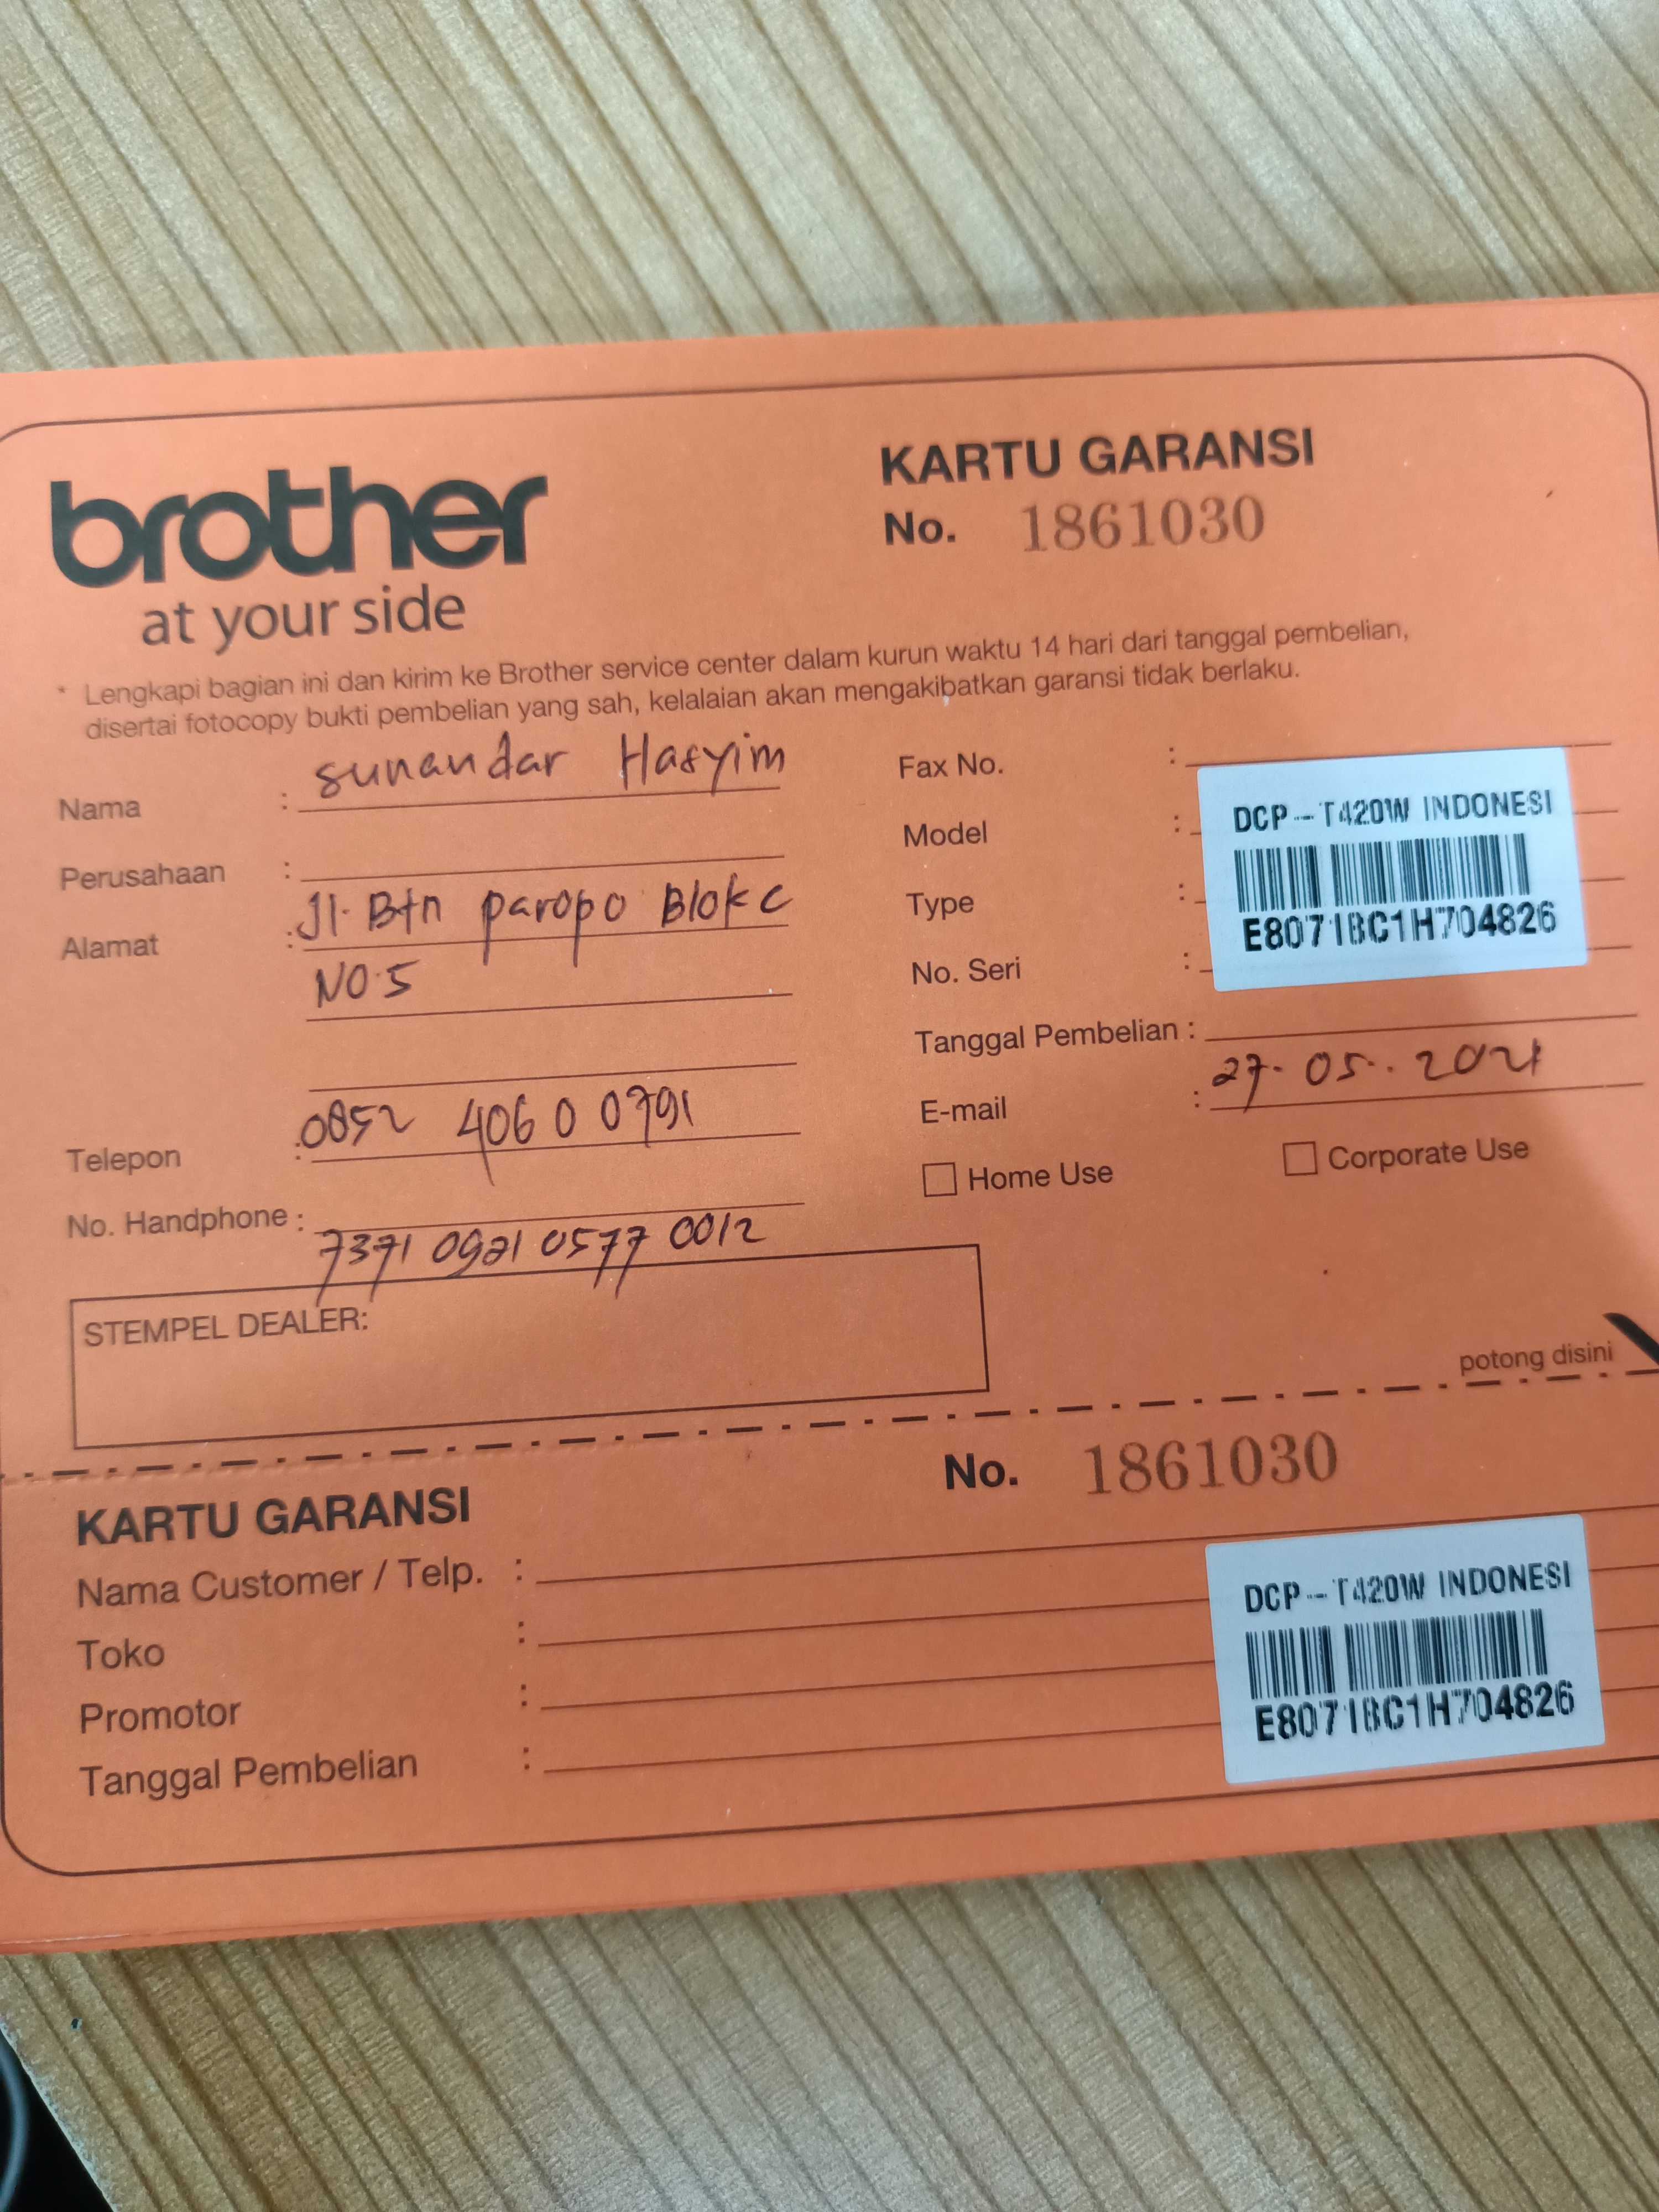 brother
at your side
KARTU GARANSI
No. 1861030
* Lengkapi bagian ini dan kirim ke Brother service center dalam kurun waktu 14 hari dari tanggal pembelian,
disertai fotocopy bukti pembelian yang sah, kelalaian akan mengakibatkan garansi tidak berlaku.
Nama : sunandar Hasyim
Perusahaan :
Alamat : Jl. Btn paropo Blok C
NO.5
Telepon : 0852 4060 0791
No. Handphone :
7371 0921 0577 0012
STEMPEL DEALER:
Fax No. :
Model :
DCP-T420W INDONESI
Type :
E80718C1H704826
No. Seri :
Tanggal Pembelian :
27-05-2021
E-mail :
Home Use
Corporate Use
potong disini
KARTU GARANSI
No. 1861030
Nama Customer / Telp. :
Toko :
Promotor :
Tanggal Pembelian :
DCP-T420W INDONESI
E80718C1H704826